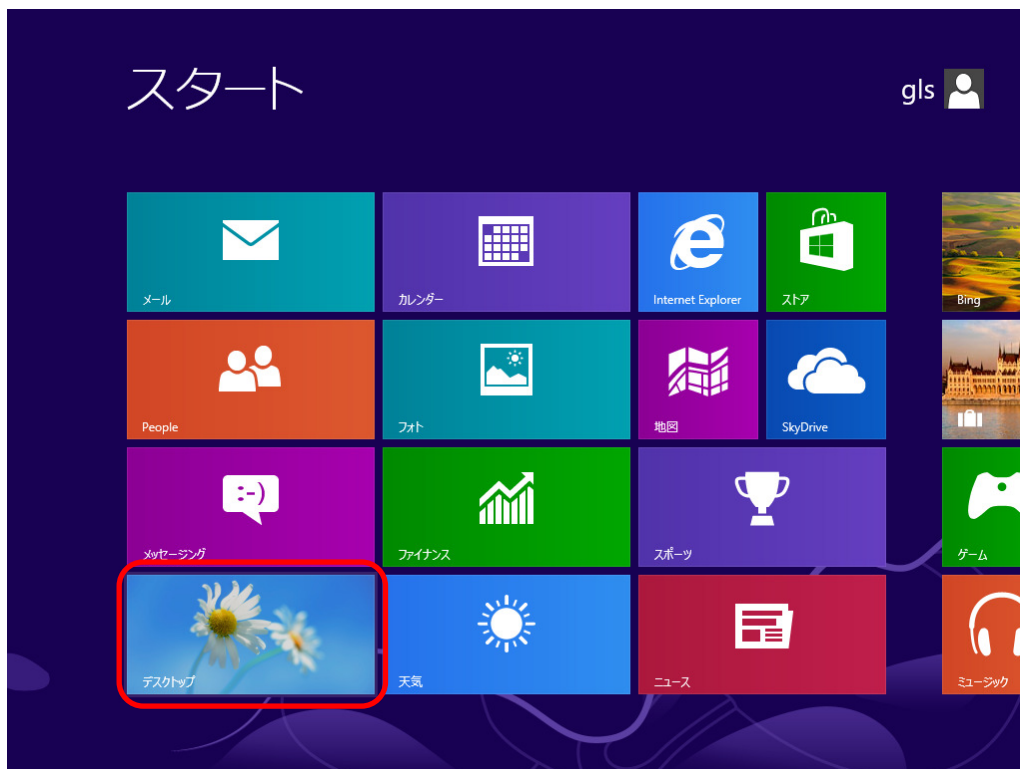 スタート
gls
メール
カレンダー
Internet Explorer
ストア
Bing
People
フォト
地図
SkyDrive
:-)
メッセージング
ファイナンス
スポーツ
ゲーム
デスクトップ
天気
ニュース
ミュージック